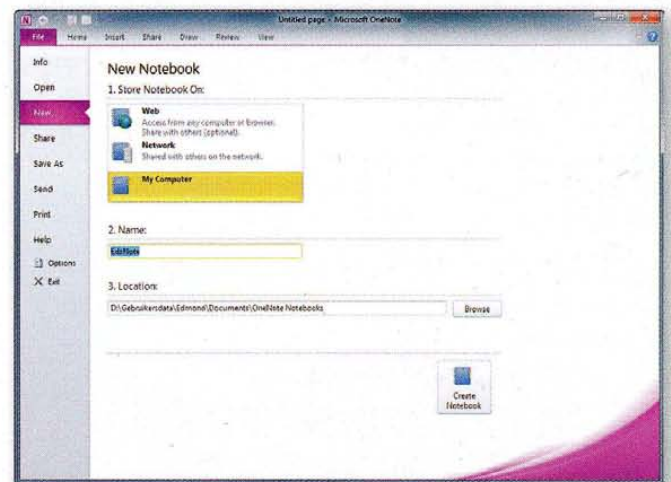 Untitled page - Microsoft OneNote
File Home Insert Share Draw Review View
Info
Open
New
Share
Save As
Send
Print
Help
Options
Exit
New Notebook
1. Store Notebook On:
Web
Access from any computer or browser.
Share with others (optional).
Network
Shared with others on the network.
My Computer
2. Name:
3. Location:
D:\Gebruikersdata\Edmond\Documents\OneNote Notebooks
Browse
Create
Notebook